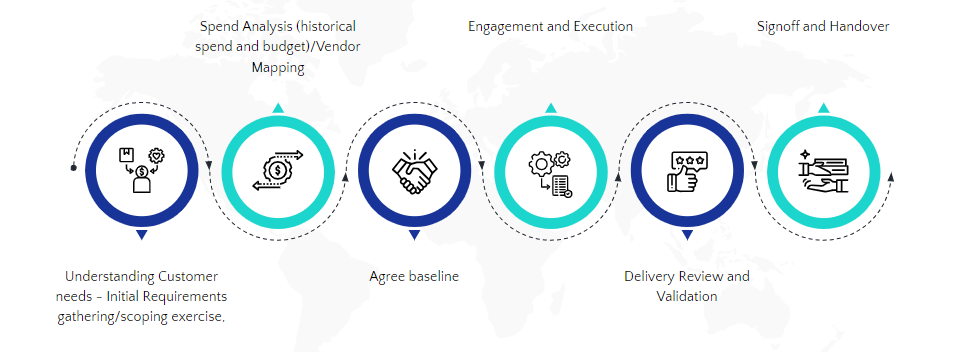 Spend Analysis (historical
spend and budget)/Vendor
Mapping
Engagement and Execution
Signoff and Handover
Understanding Customer
needs - Initial Requirements
gathering/scoping exercise,
Agree baseline
Delivery Review and
Validation